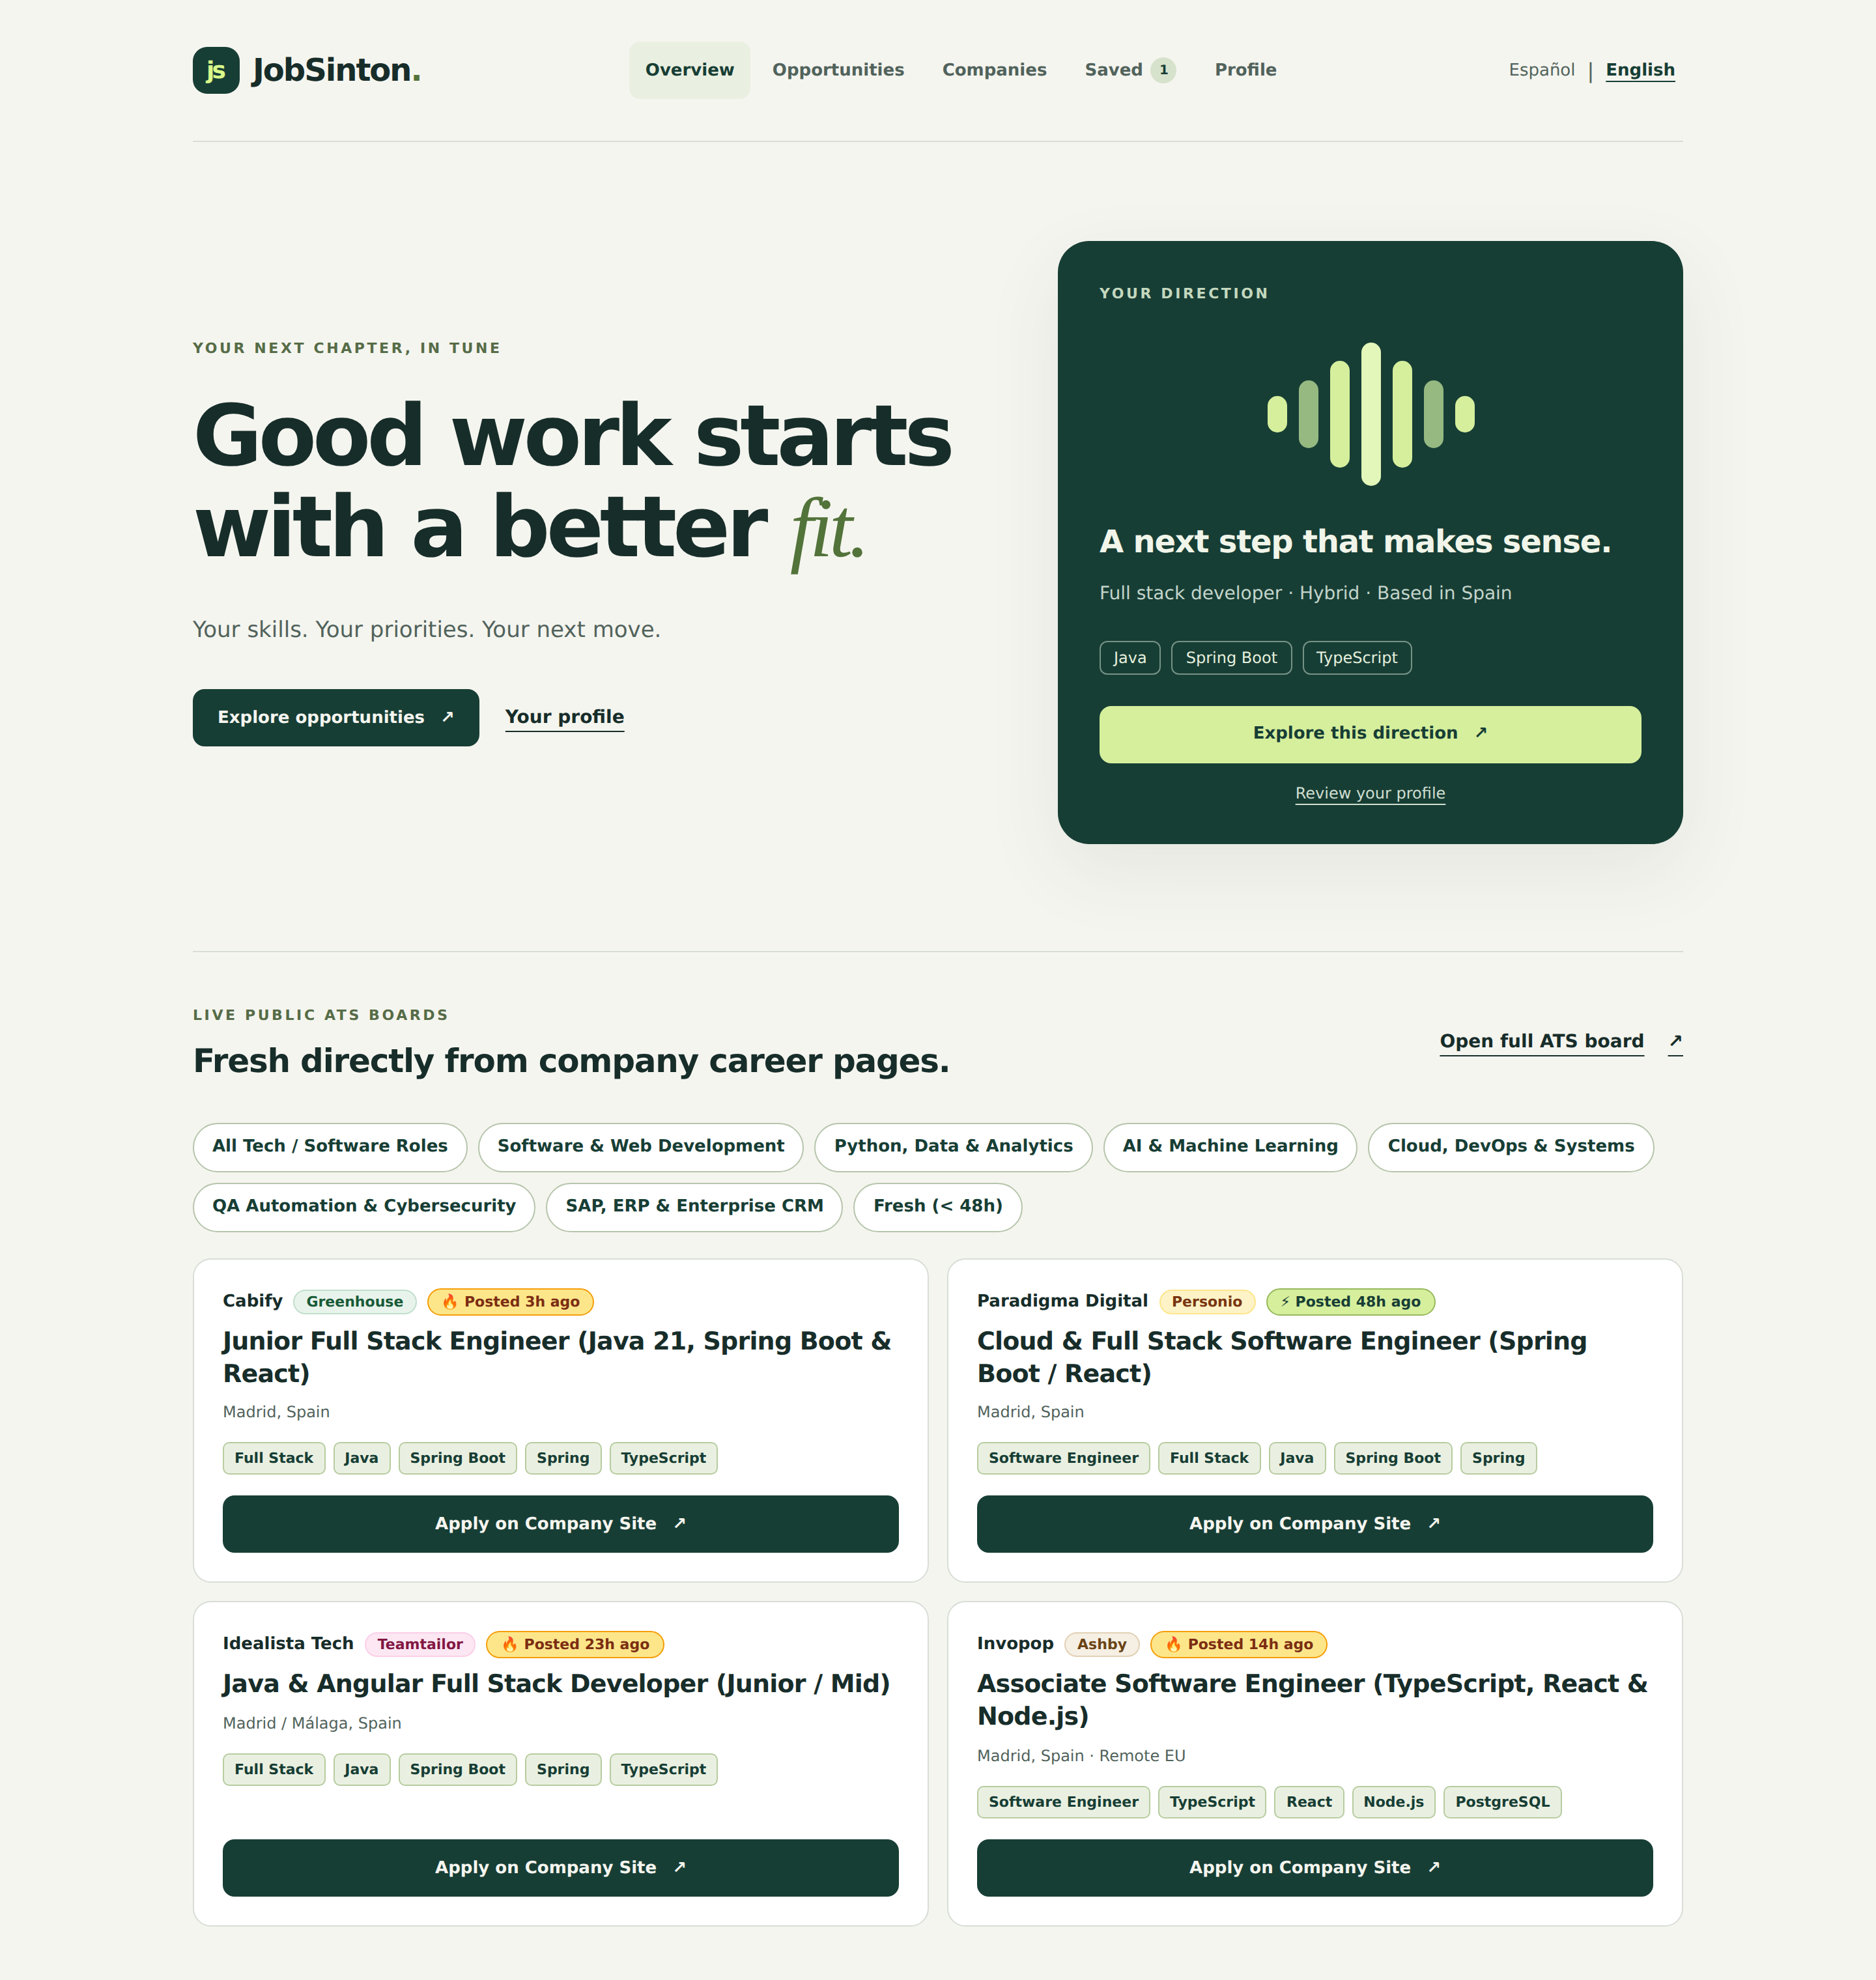 js JobSinton.
Overview Opportunities Companies Saved 1 Profile
Español | English
YOUR NEXT CHAPTER, IN TUNE
Good work starts
with a better fit.
Your skills. Your priorities. Your next move.
Explore opportunities ↗ Your profile
YOUR DIRECTION
A next step that makes sense.
Full stack developer · Hybrid · Based in Spain
Java Spring Boot TypeScript
Explore this direction ↗
Review your profile
LIVE PUBLIC ATS BOARDS
Fresh directly from company career pages.
Open full ATS board ↗
All Tech / Software Roles Software & Web Development Python, Data & Analytics AI & Machine Learning Cloud, DevOps & Systems
QA Automation & Cybersecurity SAP, ERP & Enterprise CRM Fresh (< 48h)
Cabify Greenhouse 🔥 Posted 3h ago
Junior Full Stack Engineer (Java 21, Spring Boot &
React)
Madrid, Spain
Full Stack Java Spring Boot Spring TypeScript
Apply on Company Site ↗
Paradigma Digital Personio ⚡ Posted 48h ago
Cloud & Full Stack Software Engineer (Spring
Boot / React)
Madrid, Spain
Software Engineer Full Stack Java Spring Boot Spring
Apply on Company Site ↗
Idealista Tech Teamtailor 🔥 Posted 23h ago
Java & Angular Full Stack Developer (Junior / Mid)
Madrid / Málaga, Spain
Full Stack Java Spring Boot Spring TypeScript
Apply on Company Site ↗
Invopop Ashby 🔥 Posted 14h ago
Associate Software Engineer (TypeScript, React &
Node.js)
Madrid, Spain · Remote EU
Software Engineer TypeScript React Node.js PostgreSQL
Apply on Company Site ↗